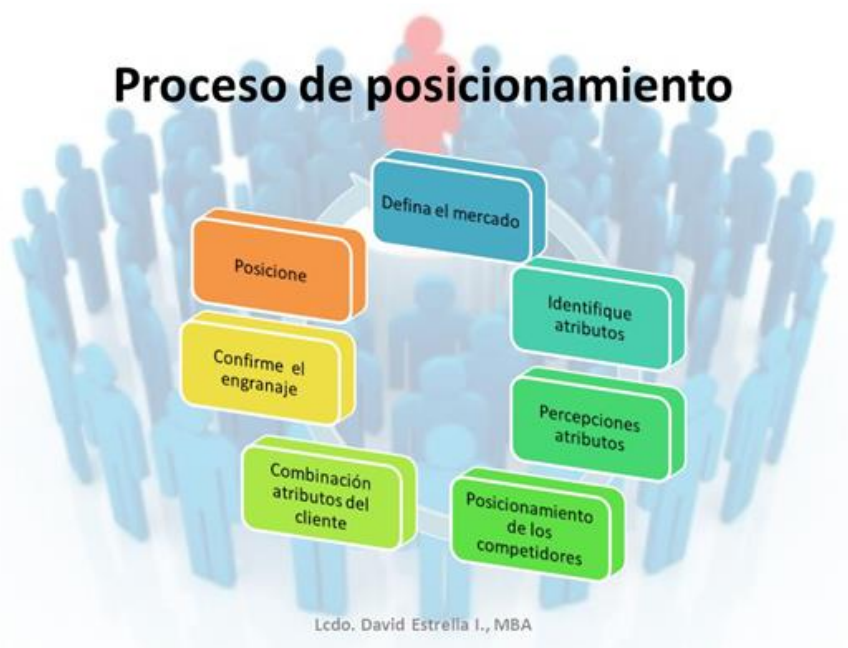 Proceso de posicionamiento
Defina el mercado
Identifique
atributos
Percepciones
atributos
Posicionamiento
de los
competidores
Combinación
atributos del
cliente
Confirme el
engranaje
Posicione
Lcdo. David Estrella I., MBA